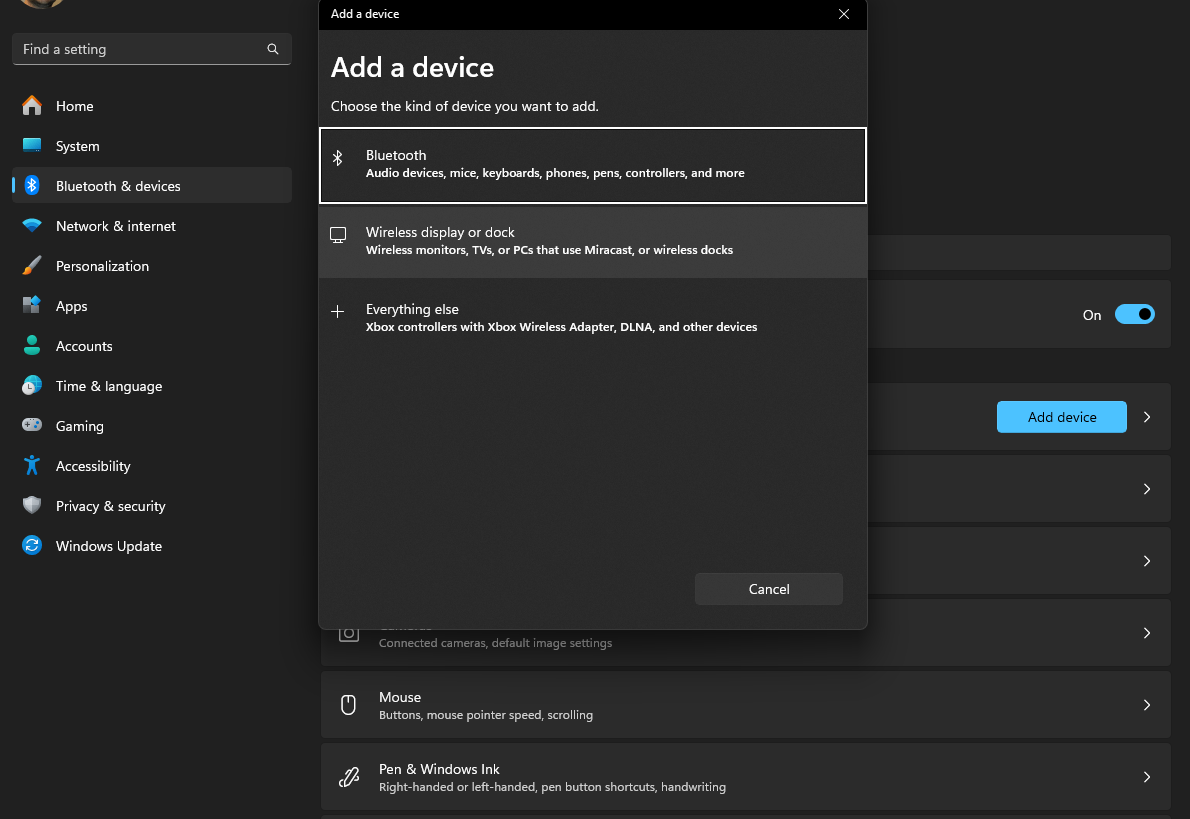 Add a device
Find a setting
Home
System
Bluetooth & devices
Network & internet
Personalization
Apps
Accounts
Time & language
Gaming
Accessibility
Privacy & security
Windows Update
Add a device
Choose the kind of device you want to add.
Bluetooth
Audio devices, mice, keyboards, phones, pens, controllers, and more
Wireless display or dock
Wireless monitors, TVs, or PCs that use Miracast, or wireless docks
Everything else
Xbox controllers with Xbox Wireless Adapter, DLNA, and other devices
Cancel
On
Add device
Connected cameras, default image settings
Mouse
Buttons, mouse pointer speed, scrolling
Pen & Windows Ink
Right-handed or left-handed, pen button shortcuts, handwriting